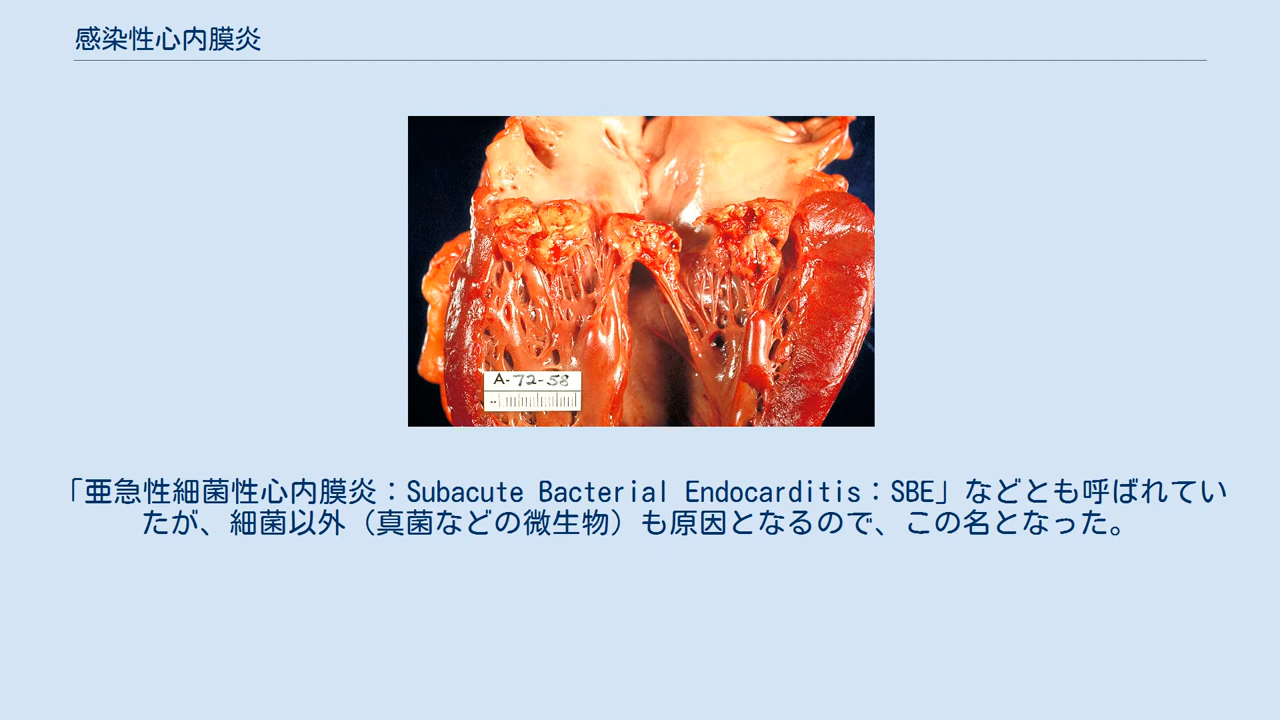 感染性心内膜炎
A-72-58
「亜急性細菌性心内膜炎：Subacute Bacterial Endocarditis：SBE」などとも呼ばれてい
たが、細菌以外（真菌などの微生物）も原因となるので、この名となった。